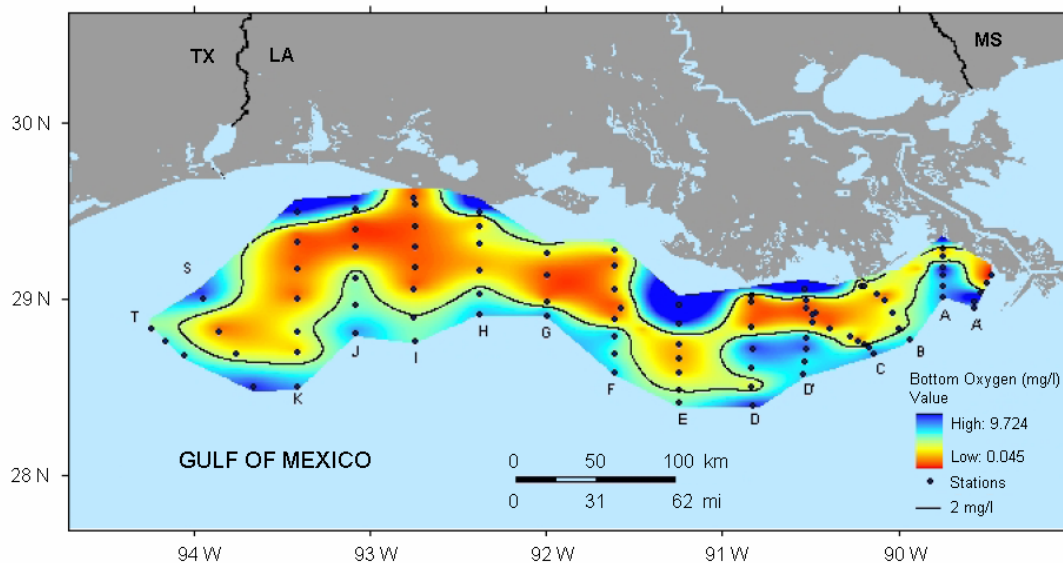 TX LA MS
30 N
29 N
28 N
S
T
K
J
I
H
G
F
E
D
D'
C
B
A
A'
GULF OF MEXICO
0 50 100 km
0 31 62 mi
Bottom Oxygen (mg/l)
Value
High: 9.724
Low: 0.045
Stations
2 mg/l
94 W 93 W 92 W 91 W 90 W